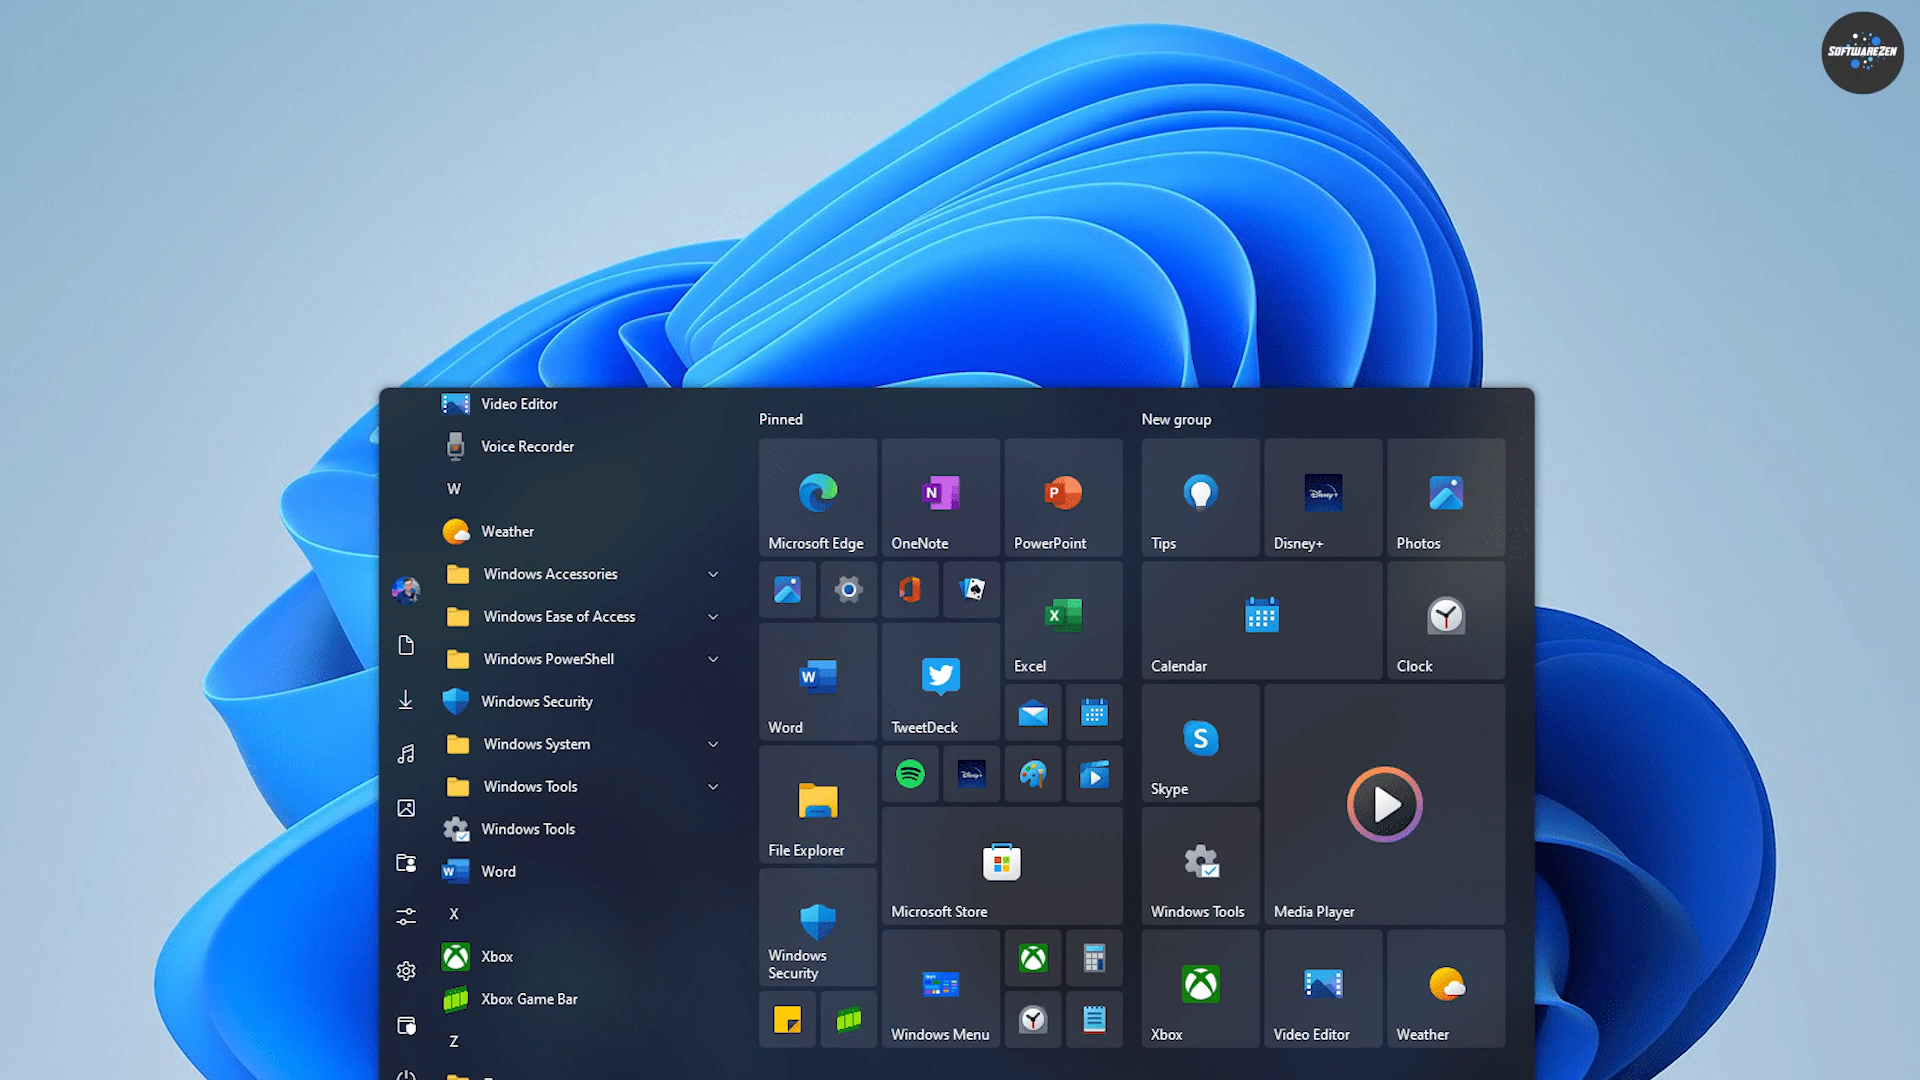 SOFTWAREZEN
Video Editor
Voice Recorder
W
Weather
Windows Accessories
Windows Ease of Access
Windows PowerShell
Windows Security
Windows System
Windows Tools
Windows Tools
Word
X
Xbox
Xbox Game Bar
Z
Pinned
Microsoft Edge
N
OneNote
P
PowerPoint
X
Excel
W
Word
TweetDeck
Disney+
File Explorer
Microsoft Store
Windows
Security
Windows Menu
New group
Tips
Disney+
Disney+
Photos
Calendar
Clock
S
Skype
Media Player
Windows Tools
Xbox
Video Editor
Weather